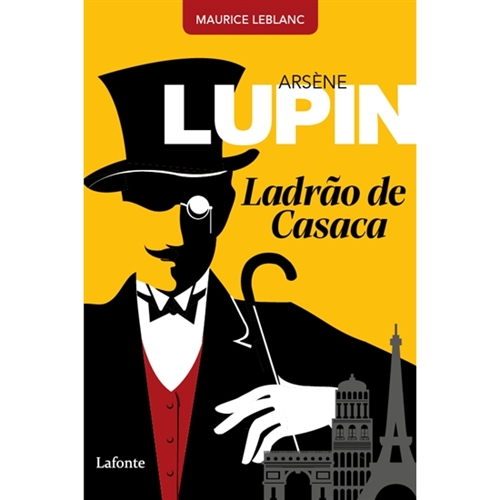 MAURICE LEBLANC
ARSÈNE
LUPIN
Ladrão de
Casaca
Lafonte